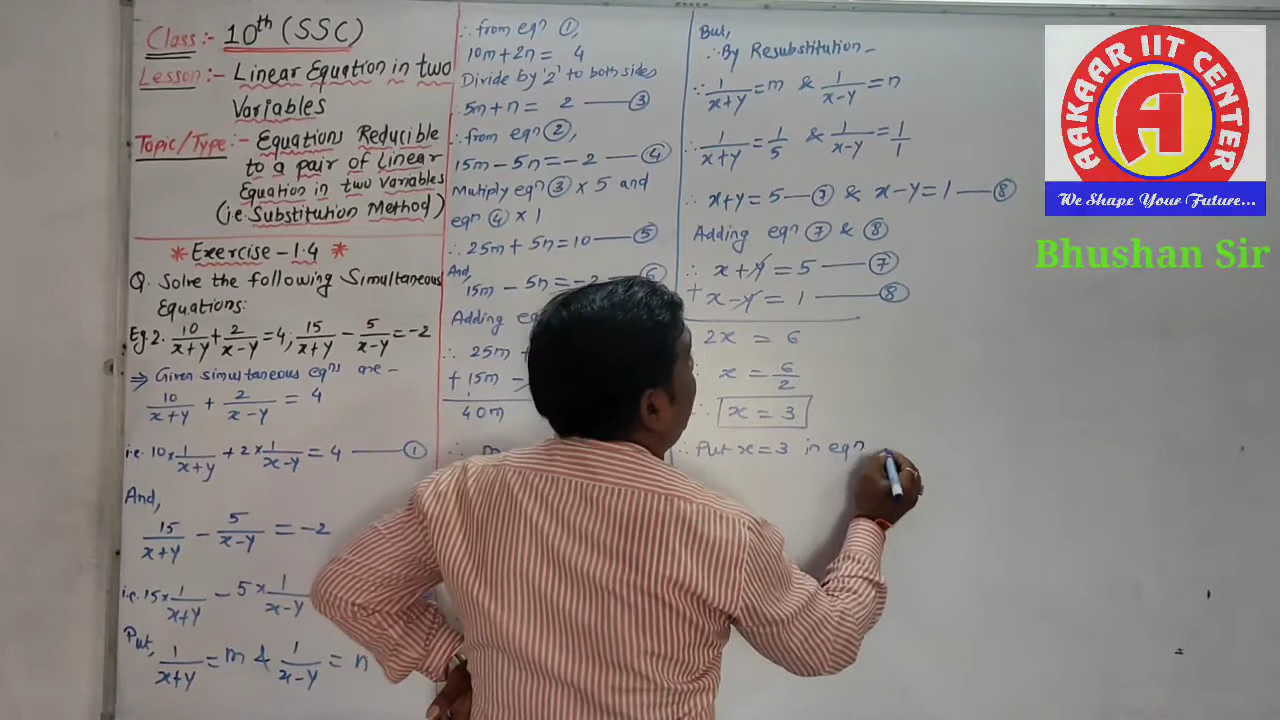 Class:- 10th (SSC)
Lesson:- Linear Equation in two
Variables
Topic/Type:- Equations Reducible
to a pair of Linear
Equation in two variables
(i.e. Substitution Method)
* Exercise - 1.4 *
Q. Solve the following Simultaneous
Equations:
Eg 2. 10/(x+y) + 2/(x-y) = 4; 15/(x+y) - 5/(x-y) = -2
⇒ Given simultaneous eqns are -
10/(x+y) + 2/(x-y) = 4
i.e. 10 × 1/(x+y) + 2 × 1/(x-y) = 4 —— ①
And,
15/(x+y) - 5/(x-y) = -2
i.e. 15 × 1/(x+y) - 5 × 1/(x-y)
Put,
1/(x+y) = m & 1/(x-y) = n
∴ from eqn ①,
10m + 2n = 4
Divide by '2' to both sides
5m + n = 2 —— ③
∴ from eqn ②,
15m - 5n = -2 —— ④
Mutiply eqn ③ × 5 and
eqn ④ × 1
∴ 25m + 5n = 10 —— ⑤
And,
15m - 5n = -2 — ⑥
Adding eq
∴ 25m +
+ 15m -
40m
∴ m
But,
∴ By Resubstitution -
∵ 1/(x+y) = m & 1/(x-y) = n
∴ 1/(x+y) = 1/5 & 1/(x-y) = 1/1
∴ x+y = 5 — ⑦ & x-y = 1 — ⑧
Adding eqn ⑦ & ⑧
∴ x + y = 5 —— ⑦
+ x - y = 1 —— ⑧
2x = 6
∴ x = 6/2
∴ x = 3
∴ Put x = 3 in eqn
AAKAAR IIT CENTER
A
We Shape Your Future...
Bhushan Sir